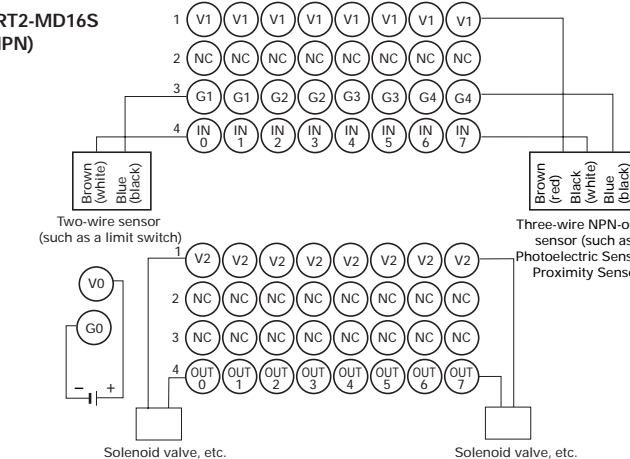 RT2-MD16S
NPN)
1 V1 V1 V1 V1 V1 V1 V1 V1
2 NC NC NC NC NC NC NC NC
3 G1 G1 G2 G2 G3 G3 G4 G4
4 IN 0 IN 1 IN 2 IN 3 IN 4 IN 5 IN 6 IN 7
Brown (white)
Blue (black)
Two-wire sensor
(such as a limit switch)
Brown (red)
Black (white)
Blue (black)
Three-wire NPN-o
sensor (such as
Photoelectric Sens
Proximity Senso
V0
G0
– +
1 V2 V2 V2 V2 V2 V2 V2 V2
2 NC NC NC NC NC NC NC NC
3 NC NC NC NC NC NC NC NC
4 OUT 0 OUT 1 OUT 2 OUT 3 OUT 4 OUT 5 OUT 6 OUT 7
Solenoid valve, etc.
Solenoid valve, etc.